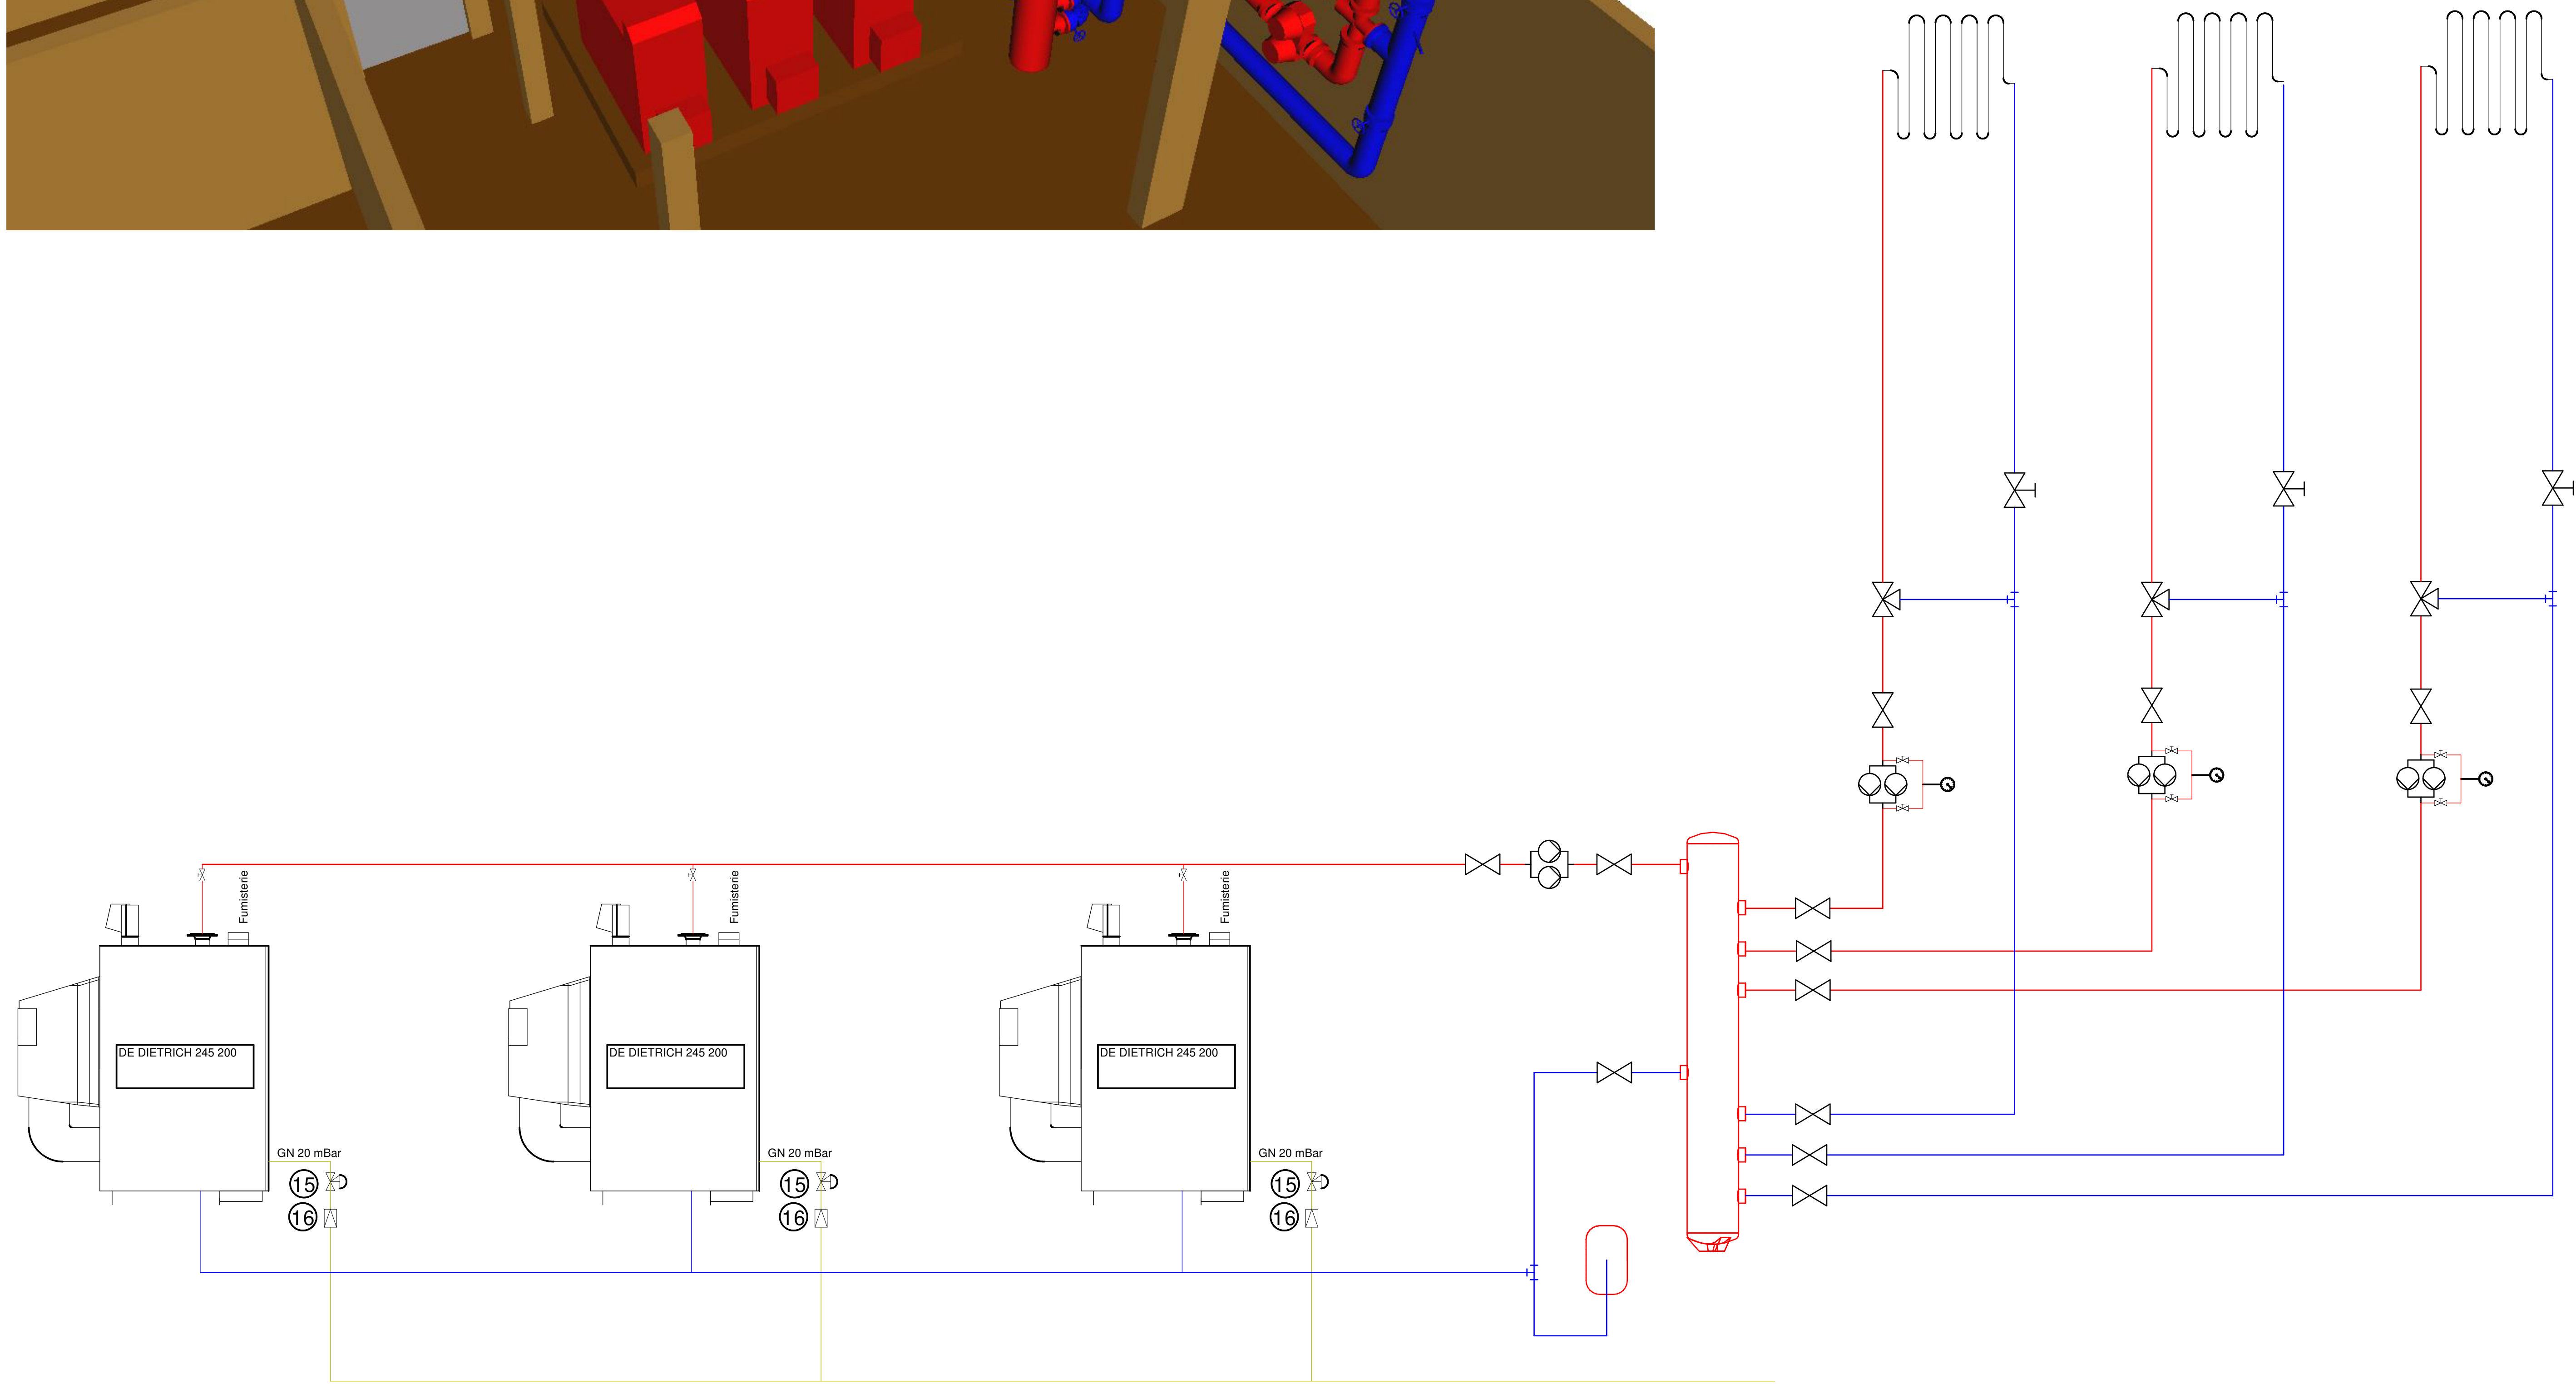 Fumisterie
Fumisterie
Fumisterie
DE DIETRICH 245 200
DE DIETRICH 245 200
DE DIETRICH 245 200
GN 20 mBar
GN 20 mBar
GN 20 mBar
15
15
15
16
16
16